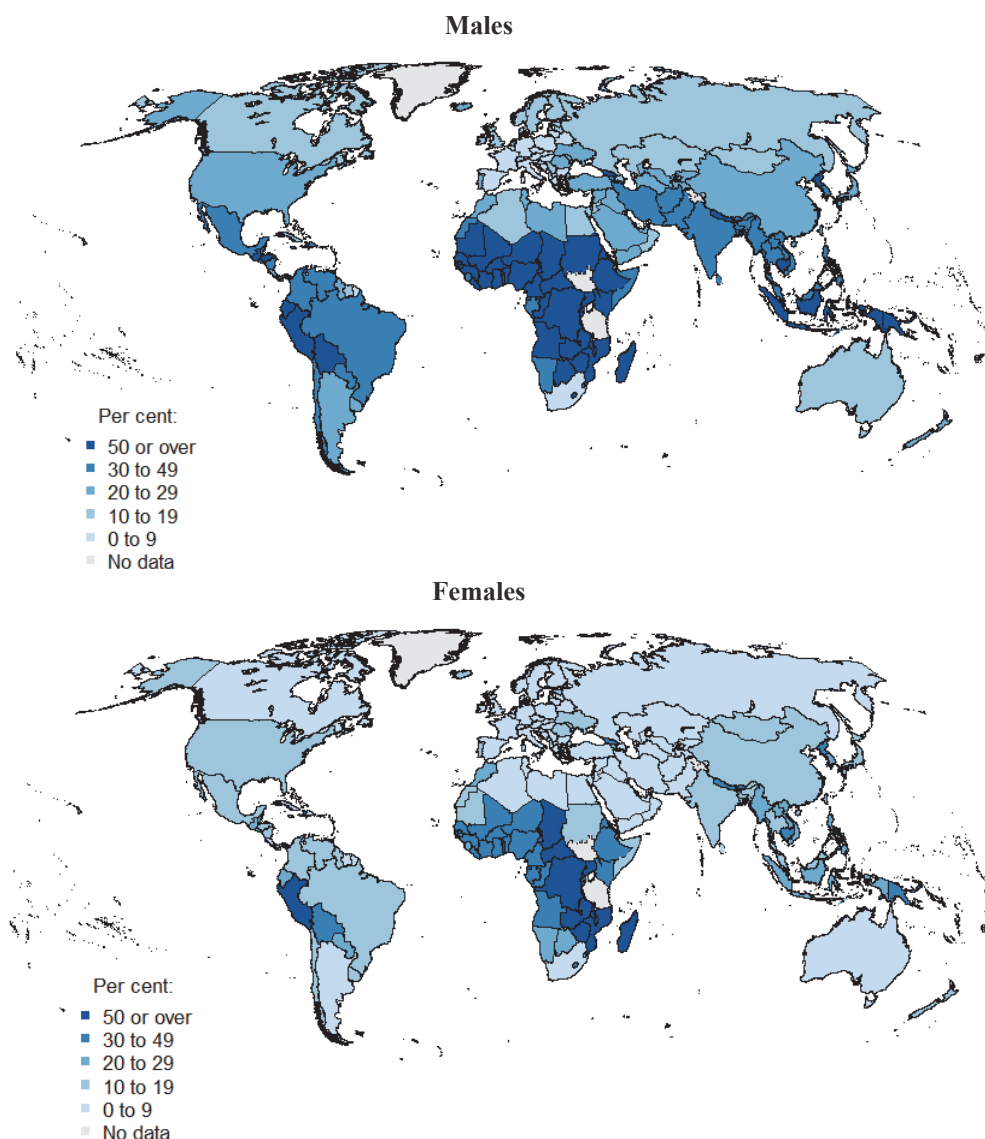 Males
Per cent:
50 or over
30 to 49
20 to 29
10 to 19
0 to 9
No data
Females
Per cent:
50 or over
30 to 49
20 to 29
10 to 19
0 to 9
No data